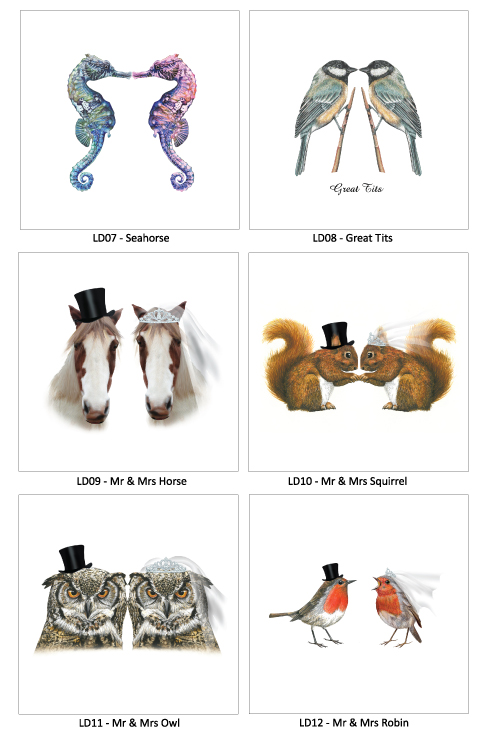 Great Tits
LD07 - Seahorse
LD08 - Great Tits
LD09 - Mr & Mrs Horse
LD10 - Mr & Mrs Squirrel
LD11 - Mr & Mrs Owl
LD12 - Mr & Mrs Robin